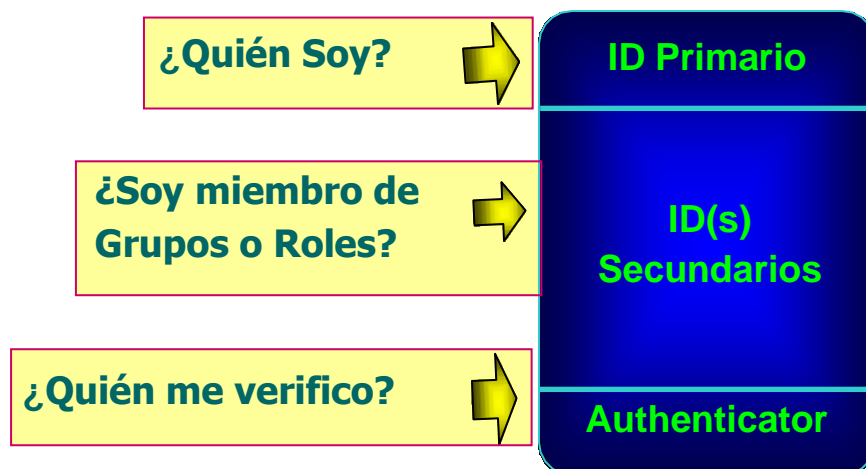 ¿Quién Soy?
ID Primario
¿Soy miembro de
Grupos o Roles?
ID(s)
Secundarios
¿Quién me verifico?
Authenticator